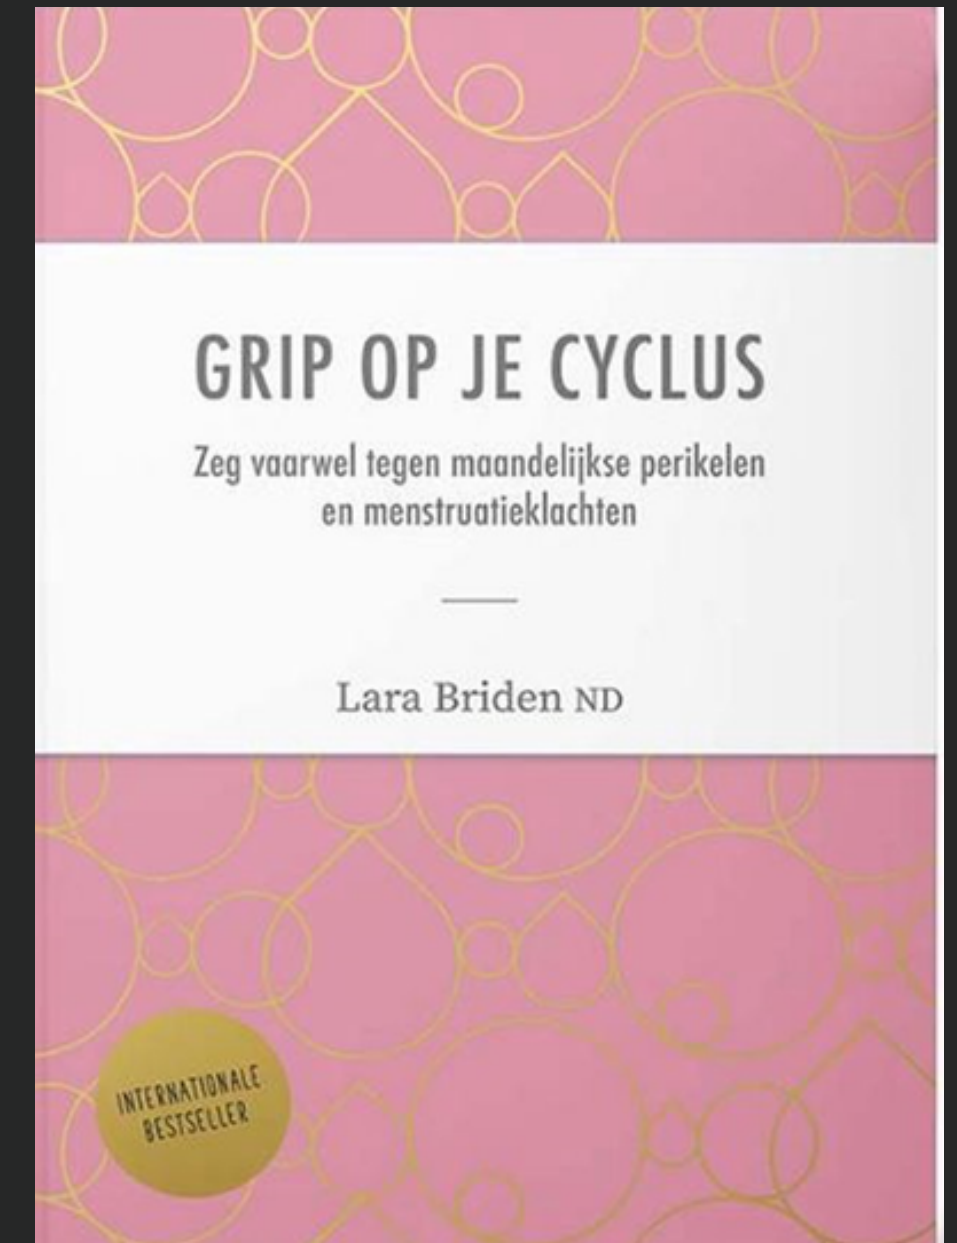 GRIP OP JE CYCLUS
Zeg vaarwel tegen maandelijkse perikelen
en menstruatieklachten
Lara Briden ND
INTERNATIONALE
BESTSELLER